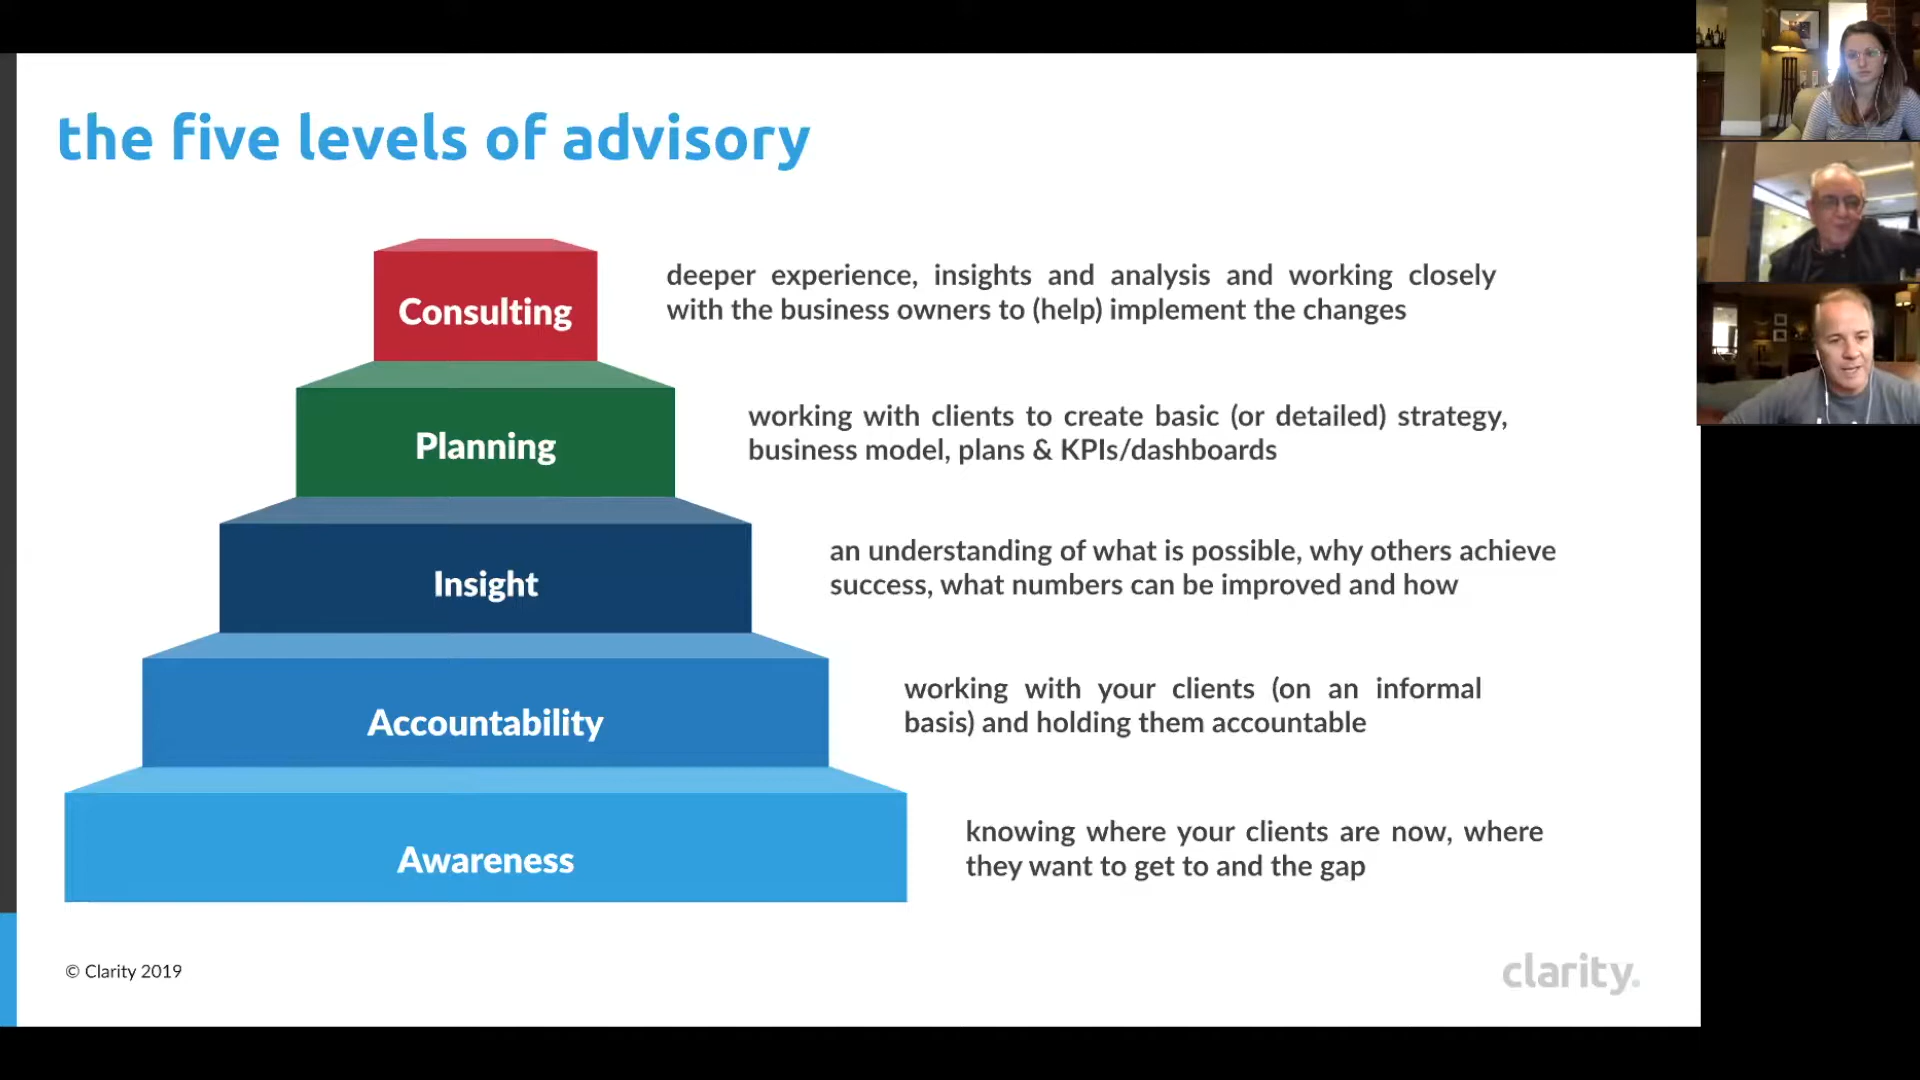 the five levels of advisory
Consulting
deeper experience, insights and analysis and working closely
with the business owners to (help) implement the changes
Planning
working with clients to create basic (or detailed) strategy,
business model, plans & KPIs/dashboards
Insight
an understanding of what is possible, why others achieve
success, what numbers can be improved and how
Accountability
working with your clients (on an informal
basis) and holding them accountable
Awareness
knowing where your clients are now, where
they want to get to and the gap
© Clarity 2019
clarity.